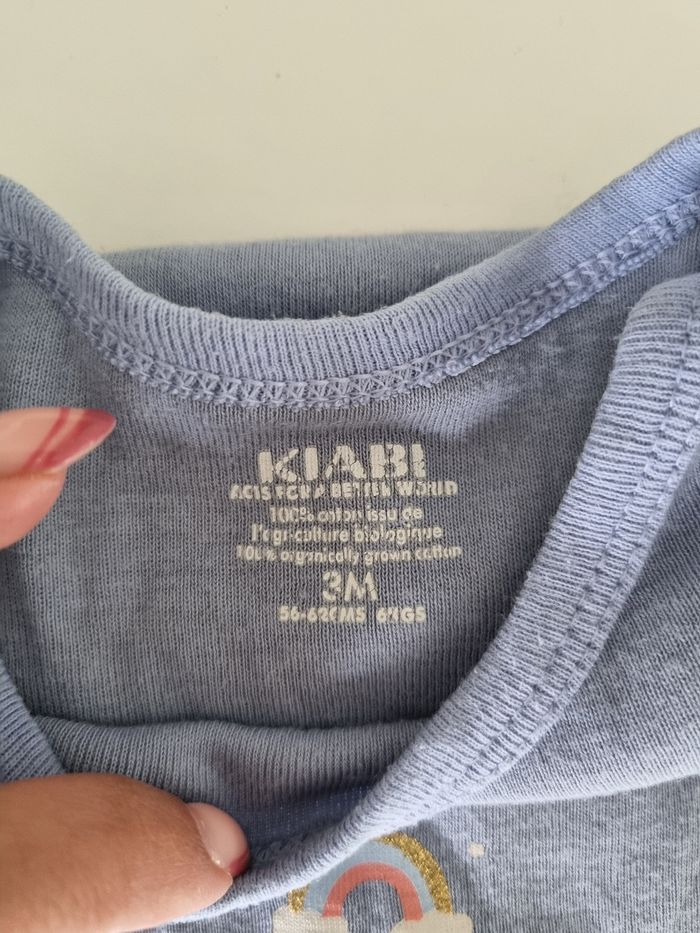 KIABI
ACTS FOR A BETTER WORLD
100% coton issu de
l'agriculture biologique
100% organically grown cotton
3M
56-62CMS 6KGS